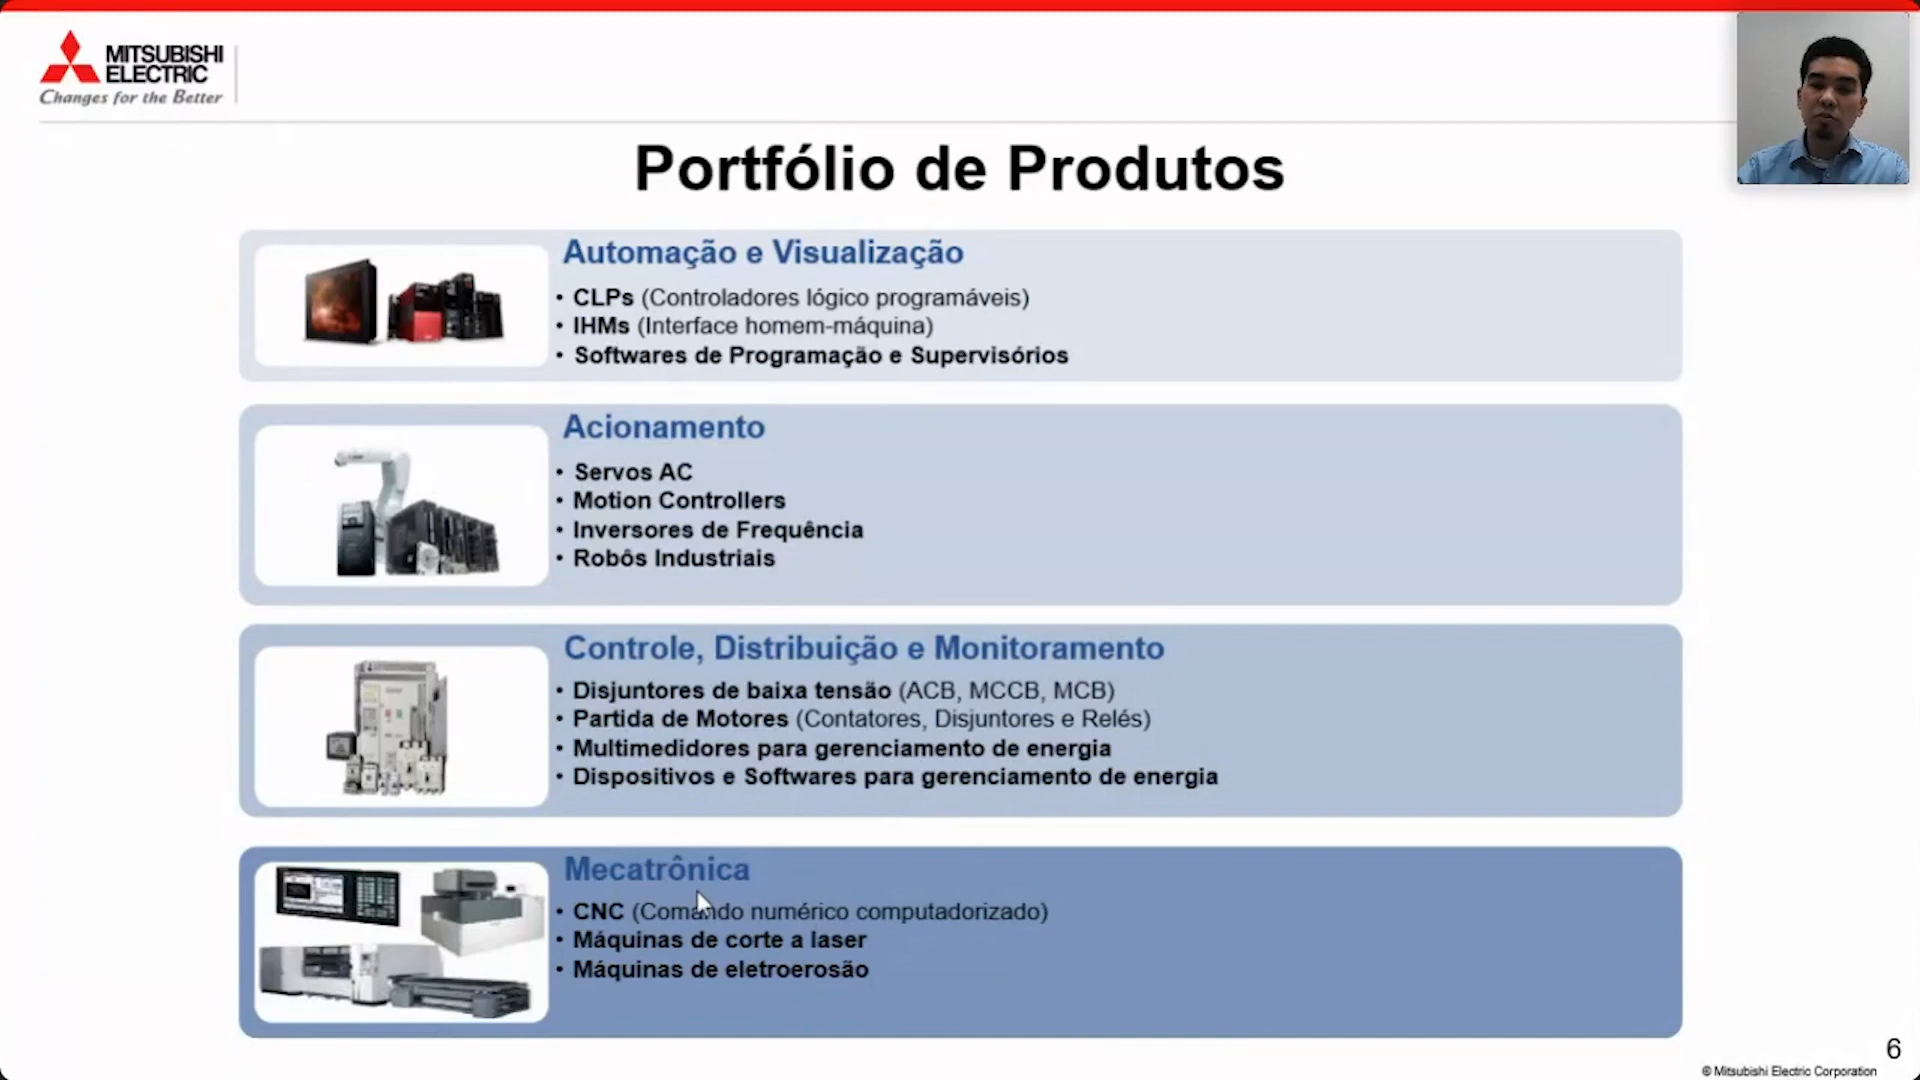 MITSUBISHI
ELECTRIC
Changes for the Better
Portfólio de Produtos
Automação e Visualização
• CLPs (Controladores lógico programáveis)
• IHMs (Interface homem-máquina)
• Softwares de Programação e Supervisórios
Acionamento
• Servos AC
• Motion Controllers
• Inversores de Frequência
• Robôs Industriais
Controle, Distribuição e Monitoramento
• Disjuntores de baixa tensão (ACB, MCCB, MCB)
• Partida de Motores (Contatores, Disjuntores e Relés)
• Multimedidores para gerenciamento de energia
• Dispositivos e Softwares para gerenciamento de energia
Mecatrônica
• CNC (Comando numérico computadorizado)
• Máquinas de corte a laser
• Máquinas de eletroerosão
6
© Mitsubishi Electric Corporation